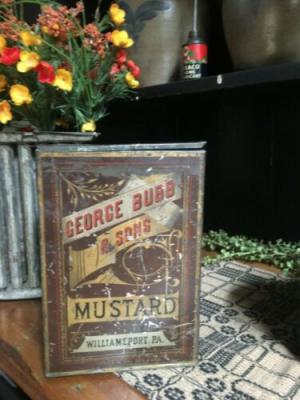 GEORGE BUBB
& SONS
MUSTARD
WILLIAMSPORT, PA.